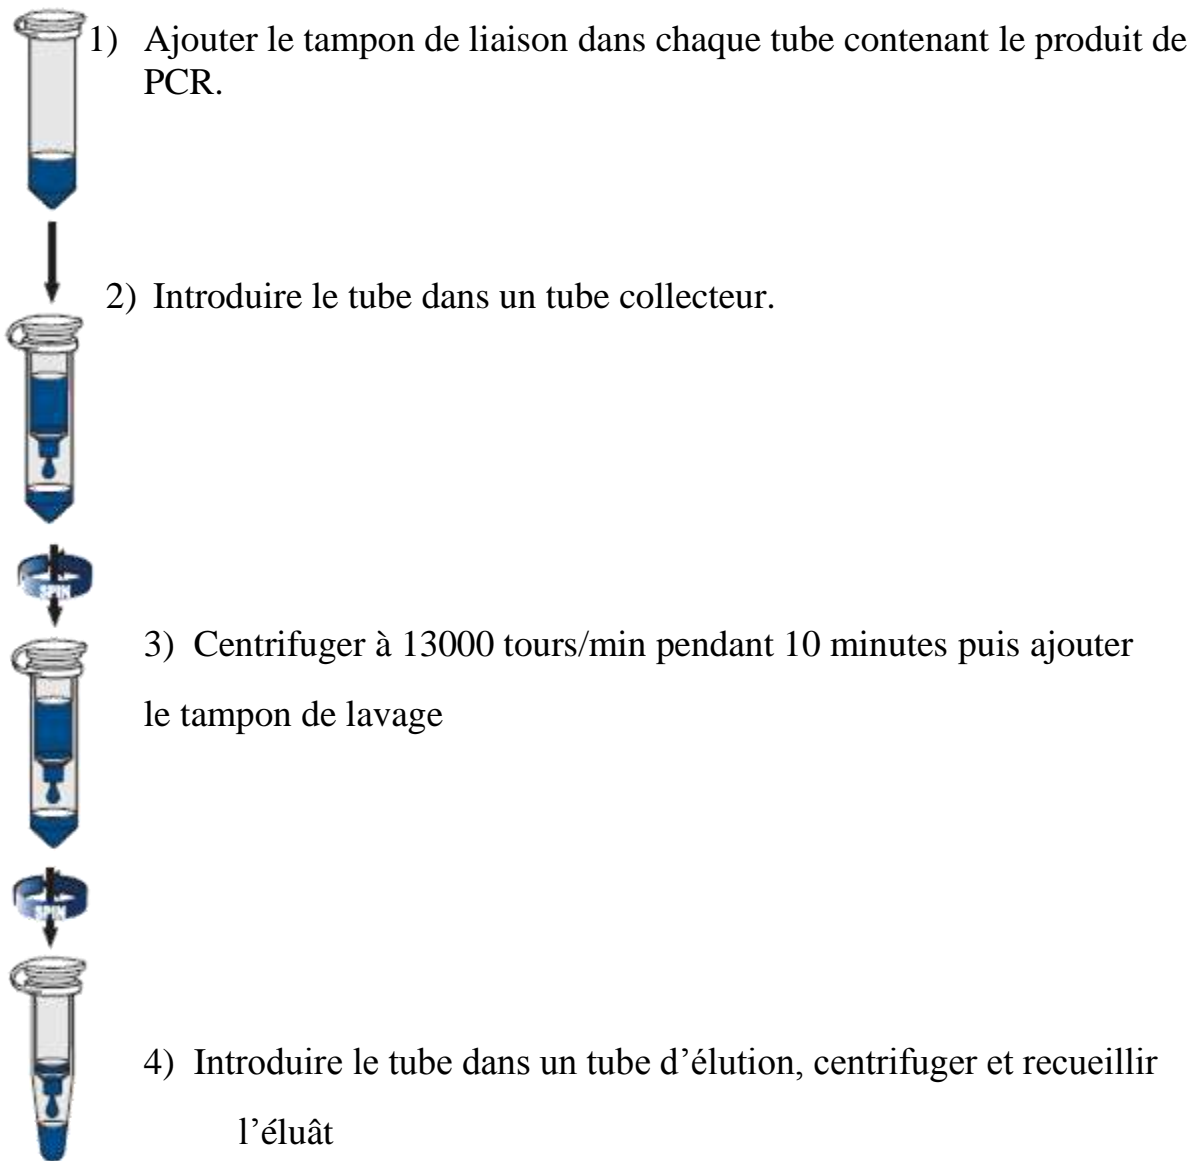 1) Ajouter le tampon de liaison dans chaque tube contenant le produit de
PCR.
2) Introduire le tube dans un tube collecteur.
SPIN
3) Centrifuger à 13000 tours/min pendant 10 minutes puis ajouter
le tampon de lavage
SPIN
4) Introduire le tube dans un tube d’élution, centrifuger et recueillir
l’éluât